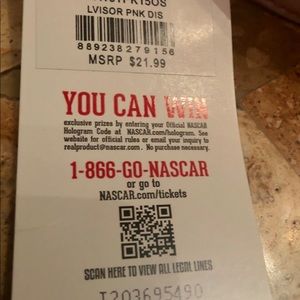 LVISOR PNK DIS
889238279156
MSRP $21.99
YOU CAN WIN
exclusive prizes by entering your Official NASCAR
Hologram Code at NASCAR.com/hologram. See
website for official rules or email your inquiry to
realproduct@nascar.com . No purchase necessary.
1-866-GO-NASCAR
or go to
NASCAR.com/tickets
SCAN HERE TO VIEW ALL LEGAL LINES
T203695490